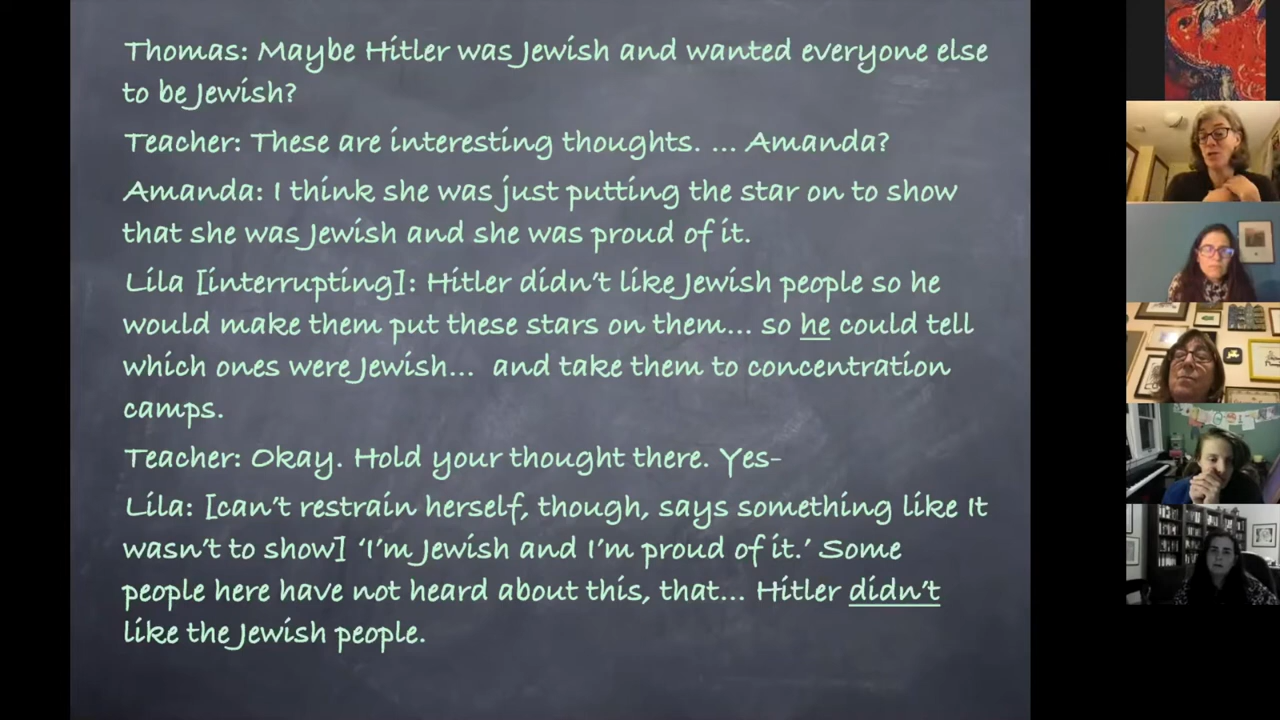 Thomas: Maybe Hitler was Jewish and wanted everyone else
to be Jewish?
Teacher: These are interesting thoughts. ... Amanda?
Amanda: I think she was just putting the star on to show
that she was Jewish and she was proud of it.
Lila [interrupting]: Hitler didn't like Jewish people so he
would make them put these stars on them... so he could tell
which ones were Jewish... and take them to concentration
camps.
Teacher: Okay. Hold your thought there. Yes-
Lila: [can't restrain herself, though, says something like It
wasn't to show] 'I'm Jewish and I'm proud of it.' Some
people here have not heard about this, that... Hitler didn't
like the Jewish people.